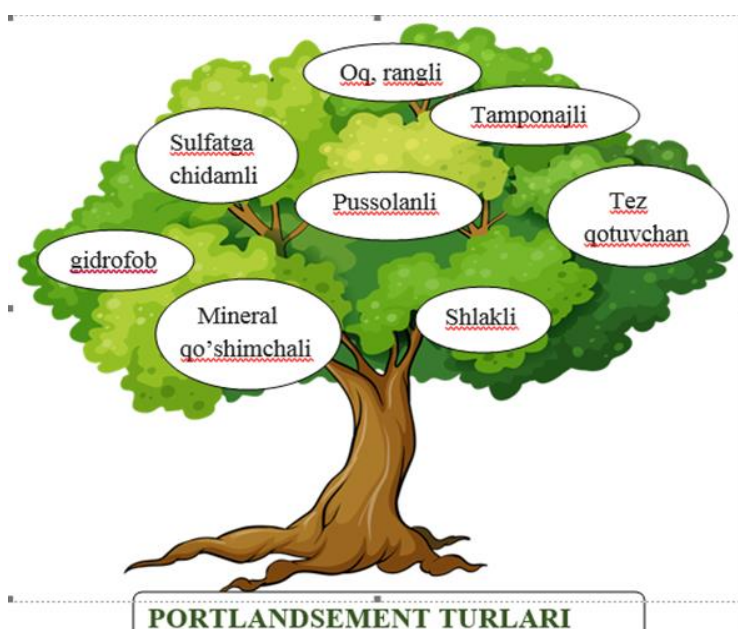 Oq, rangli
Tamponajli
Sulfatga
chidamli
Pussolanli
Tez
qotuvchan
gidrofob
Mineral
qo’shimchali
Shlakli
PORTLANDSEMENT TURLARI